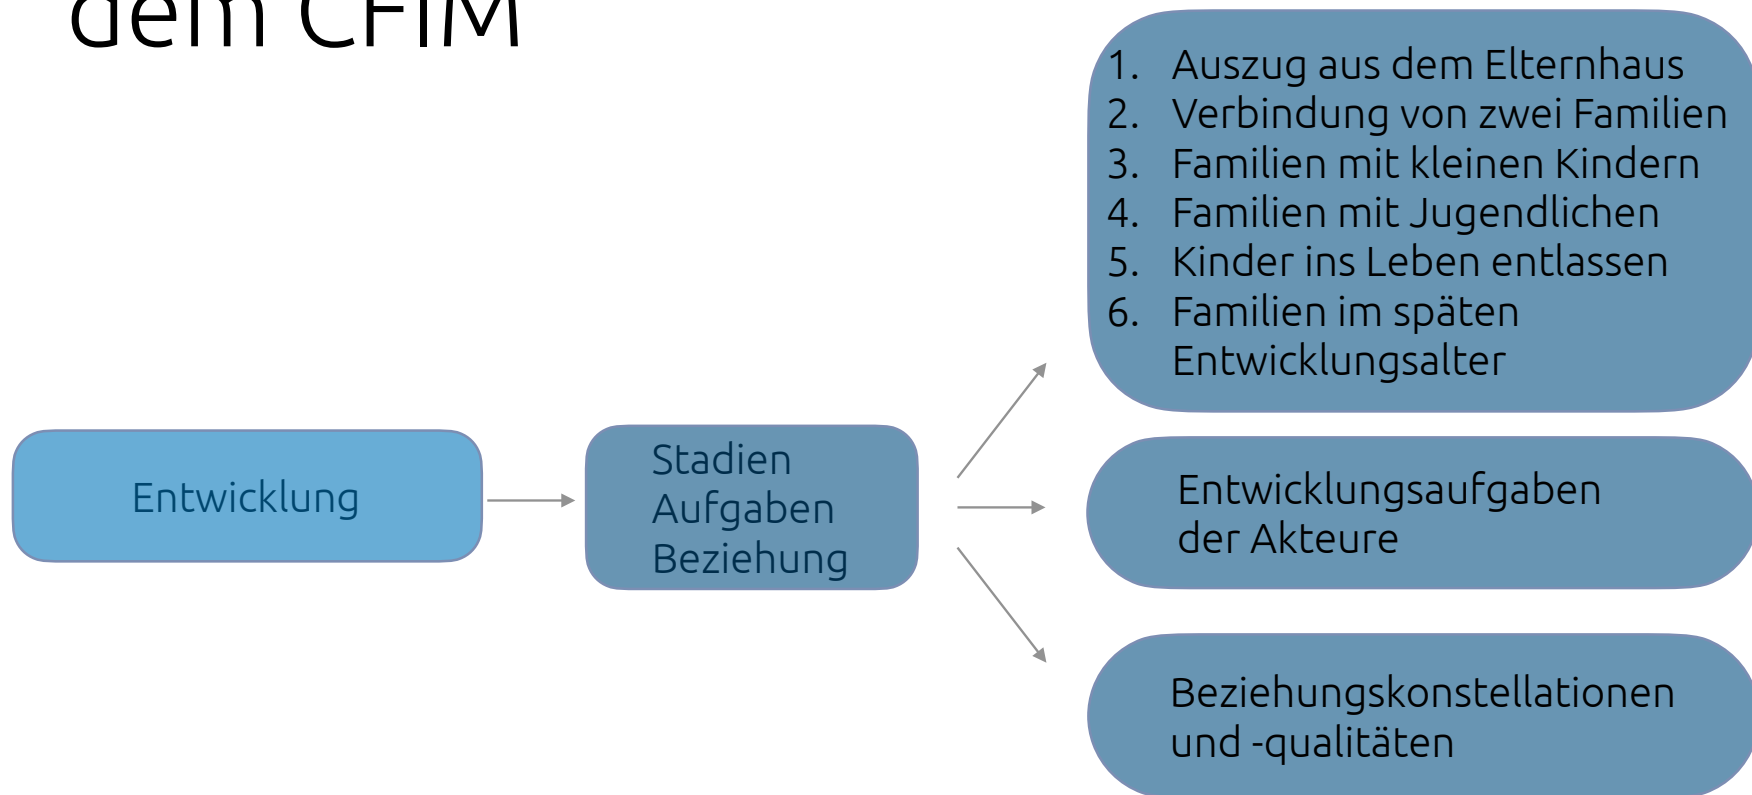 dem CFIM
1. Auszug aus dem Elternhaus
2. Verbindung von zwei Familien
3. Familien mit kleinen Kindern
4. Familien mit Jugendlichen
5. Kinder ins Leben entlassen
6. Familien im späten
Entwicklungsalter
Entwicklung
Stadien
Aufgaben
Beziehung
Entwicklungsaufgaben
der Akteure
Beziehungskonstellationen
und -qualitäten